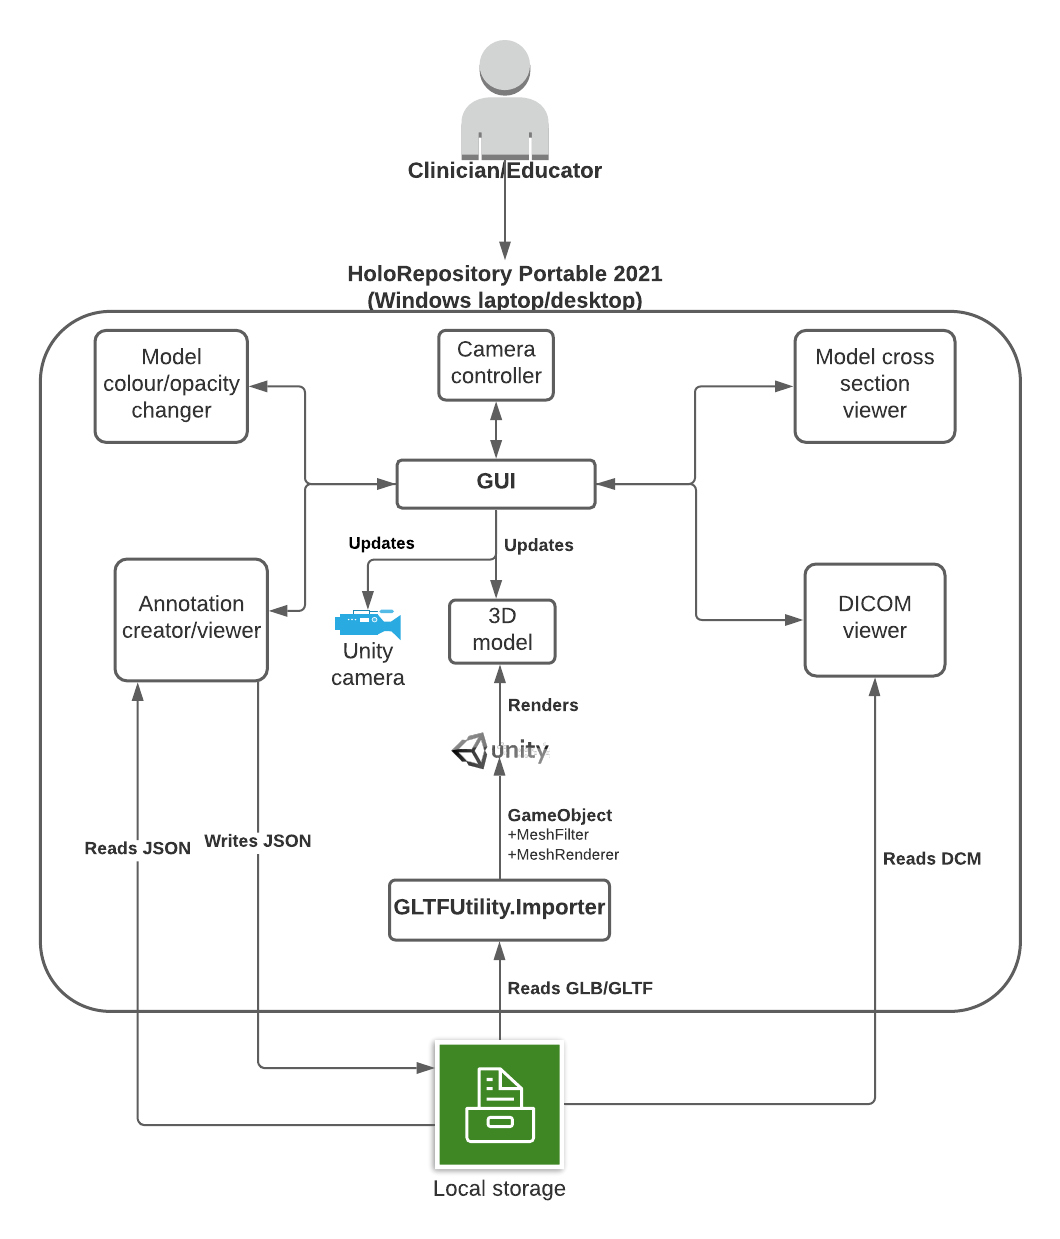 Clinician/Educator
HoloRepository Portable 2021
(Windows laptop/desktop)
Model
colour/opacity
changer
Camera
controller
Model cross
section
viewer
GUI
Updates
Updates
Annotation
creator/viewer
Unity
camera
3D
model
DICOM
viewer
Renders
unity
GameObject
+MeshFilter
+MeshRenderer
Reads JSON
Writes JSON
Reads DCM
GLTFUtility.Importer
Reads GLB/GLTF
Local storage